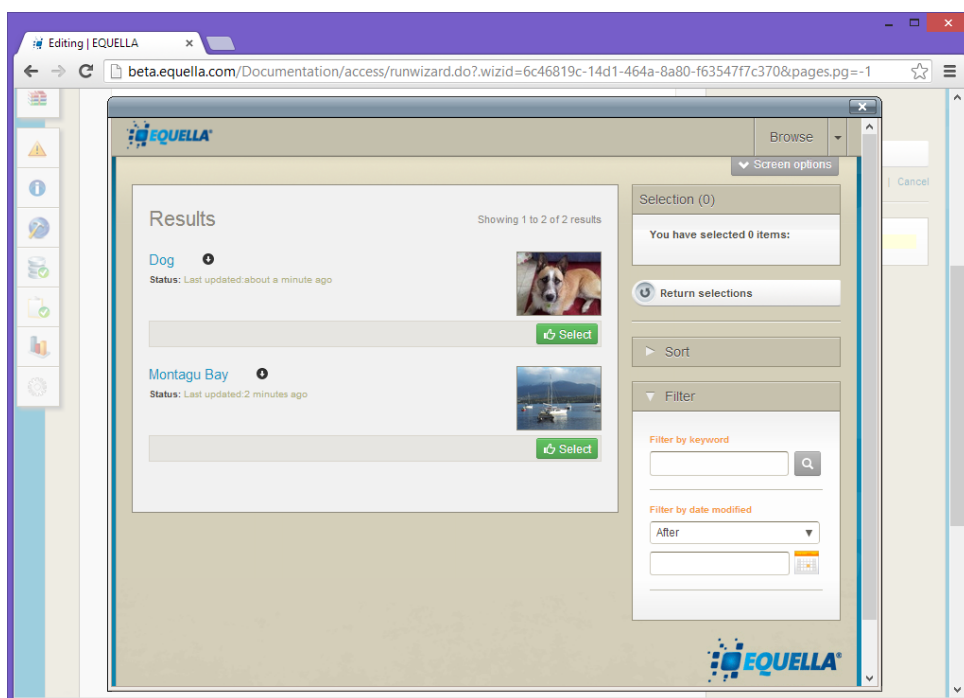 Editing | EQUELLA
beta.equella.com/Documentation/access/runwizard.do?.wizid=6c46819c-14d1-464a-8a80-f63547f7c370&pages.pg=-1
EQUELLA®
Browse
Screen options
| Cancel
Results
Showing 1 to 2 of 2 results
Dog
Status: Last updated:about a minute ago
Select
Montagu Bay
Status: Last updated:2 minutes ago
Select
Selection (0)
You have selected 0 items:
Return selections
Sort
Filter
Filter by keyword
Filter by date modified
After
EQUELLA®